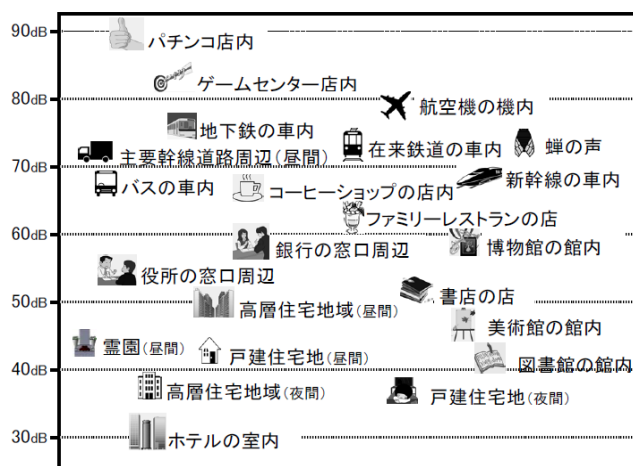 90dB
パチンコ店内
ゲームセンター店内
80dB
航空機の機内
地下鉄の車内
在来鉄道の車内
蝉の声
主要幹線道路周辺(昼間)
70dB
バスの車内
コーヒーショップの店内
新幹線の車内
ファミリーレストランの店
60dB
銀行の窓口周辺
博物館の館内
役所の窓口周辺
書店の店
50dB
高層住宅地域(昼間)
美術館の館内
霊園(昼間)
戸建住宅地(昼間)
図書館の館内
40dB
高層住宅地域(夜間)
戸建住宅地(夜間)
30dB
ホテルの室内